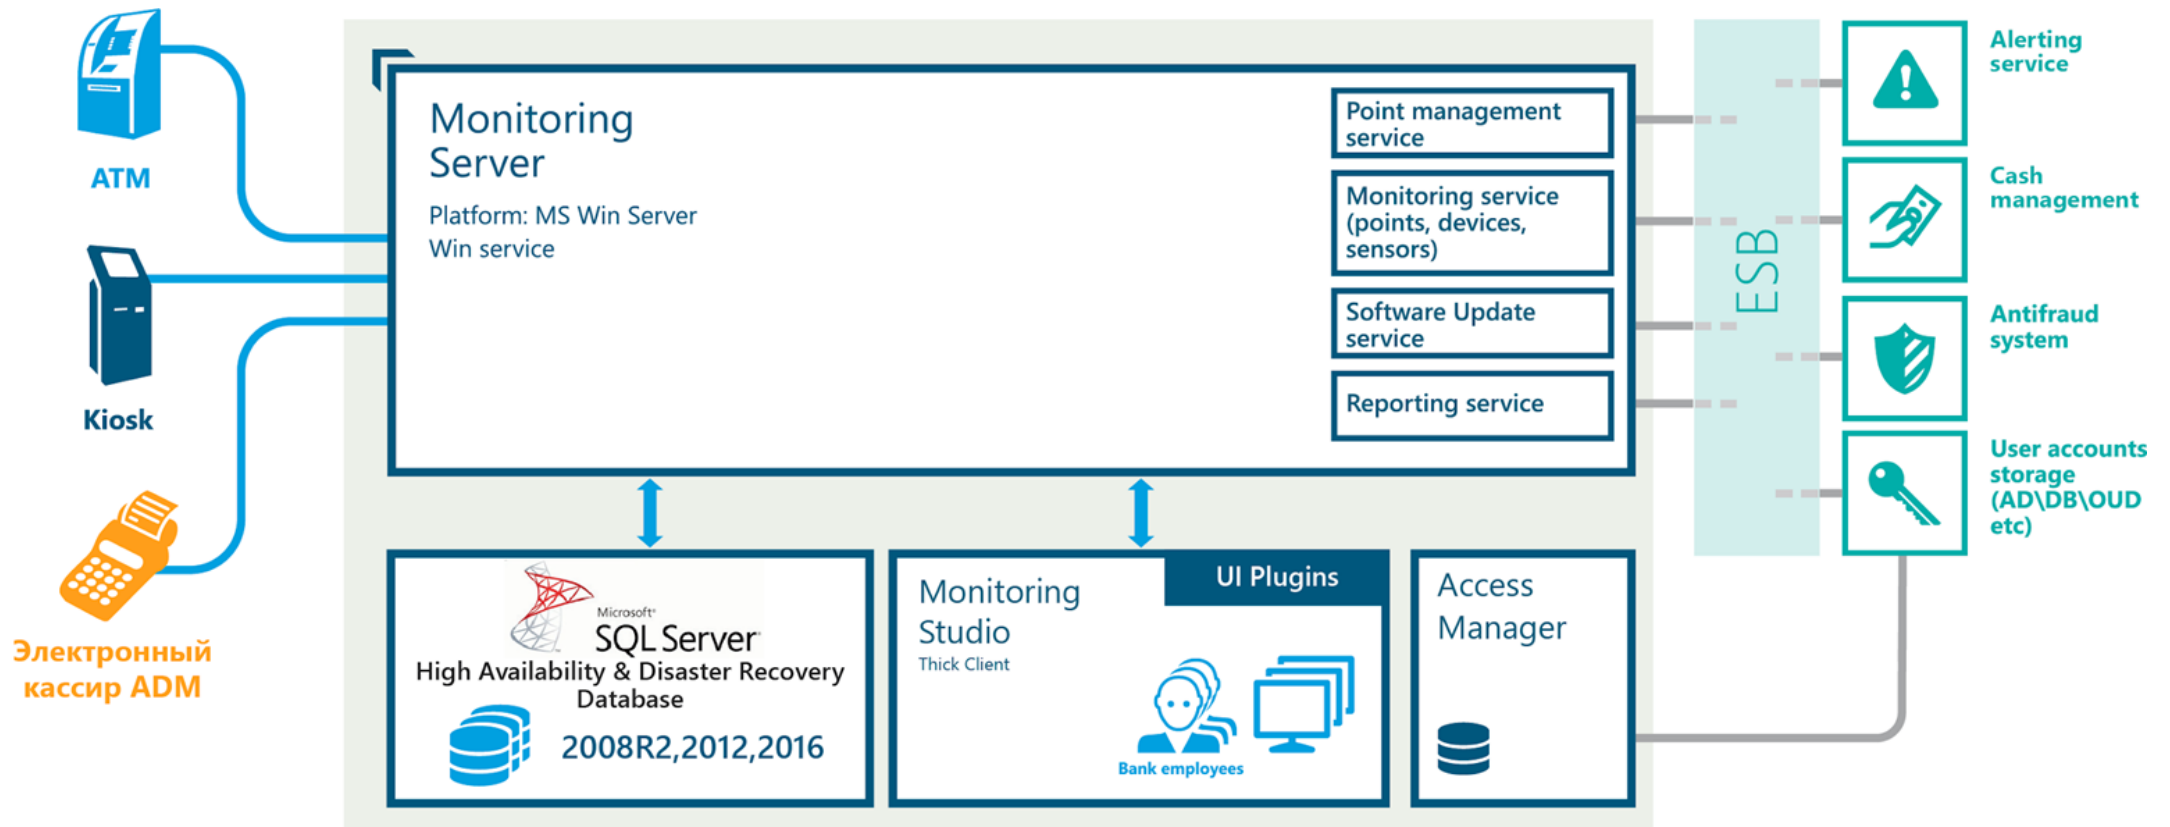 ATM
Kiosk
Электронный
кассир ADM
Monitoring
Server
Platform: MS Win Server
Win service
Point management
service
Monitoring service
(points, devices,
sensors)
Software Update
service
Reporting service
ESB
Alerting
service
Cash
management
Antifraud
system
User accounts
storage
(AD\DB\OUD
etc)
Microsoft®
SQL Server
High Availability & Disaster Recovery
Database
2008R2,2012,2016
Monitoring
Studio
Thick Client
UI Plugins
Bank employees
Access
Manager